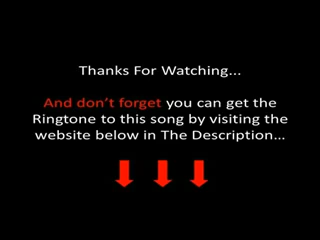 Thanks For Watching...
And don't forget you can get the
Ringtone to this song by visiting the
website below in The Description...